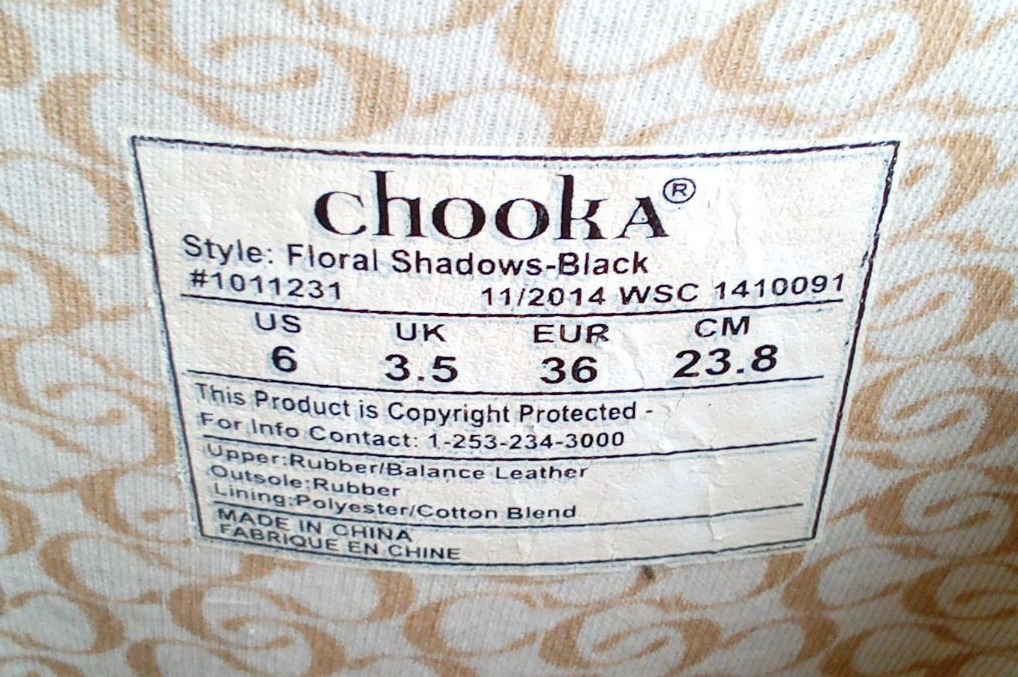 chookA®
Style: Floral Shadows-Black
#1011231 11/2014 WSC 1410091
US UK EUR CM
6 3.5 36 23.8
This Product is Copyright Protected -
For Info Contact: 1-253-234-3000
Upper:Rubber/Balance Leather
Outsole:Rubber
Lining:Polyester/Cotton Blend
MADE IN CHINA
FABRIQUE EN CHINE